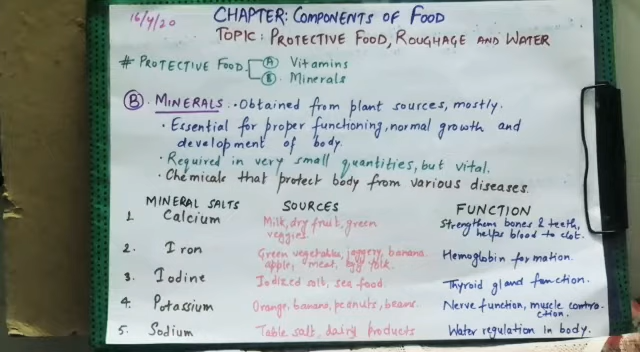 16/4/20
CHAPTER: COMPONENTS OF FOOD
TOPIC: PROTECTIVE FOOD, ROUGHAGE AND WATER
# PROTECTIVE FOOD
A Vitamins
B. Minerals
B. MINERALS: • Obtained from plant sources, mostly.
• Essential for proper functioning, normal growth and
development of body.
• Required in very small quantities, but vital.
• Chemicals that protect body from various diseases.
MINERAL SALTS SOURCES FUNCTION
1. Calcium Milk, dry fruit, green
veggies.
Strengthens bones & teeth,
helps blood to clot.
2. Iron Green vegetables, jaggery, banana
apple, meat, egg yolk.
Hemoglobin formation.
3. Iodine Iodized salt, sea food. Thyroid gland function.
4. Potassium Orange, banana, peanuts, beans. Nerve function, muscle contra-
ction.
5. Sodium Table salt, dairy products Water regulation in body.